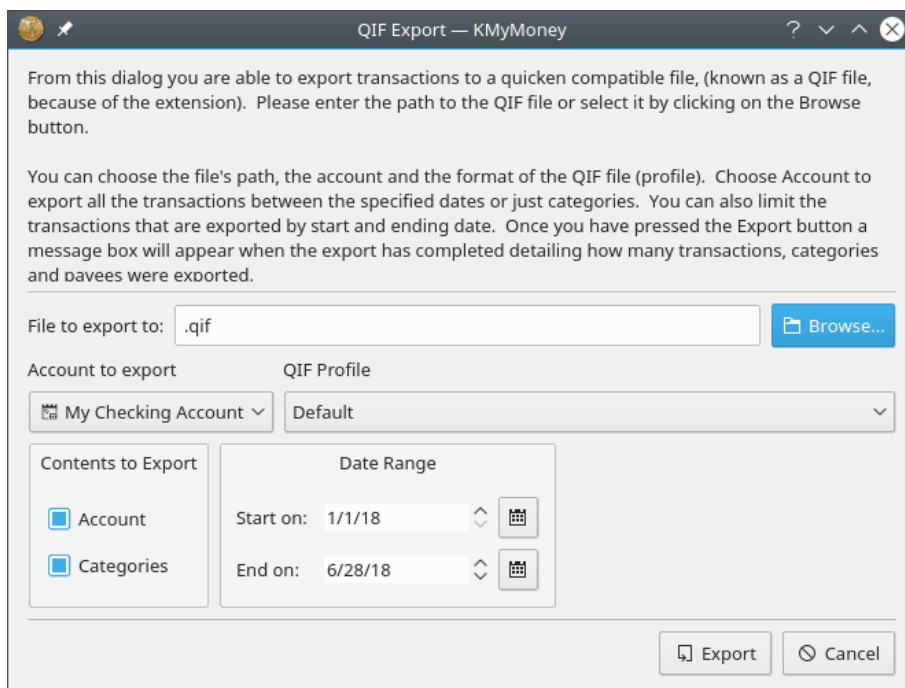 QIF Export — KMyMoney
From this dialog you are able to export transactions to a quicken compatible file, (known as a QIF file,
because of the extension).  Please enter the path to the QIF file or select it by clicking on the Browse
button.
You can choose the file's path, the account and the format of the QIF file (profile).  Choose Account to
export all the transactions between the specified dates or just categories.  You can also limit the
transactions that are exported by start and ending date.  Once you have pressed the Export button a
message box will appear when the export has completed detailing how many transactions, categories
and payees were exported.
File to export to: .qif Browse...
Account to export QIF Profile
My Checking Account Default
Contents to Export Date Range
Account Start on: 1/1/18
Categories End on: 6/28/18
Export Cancel